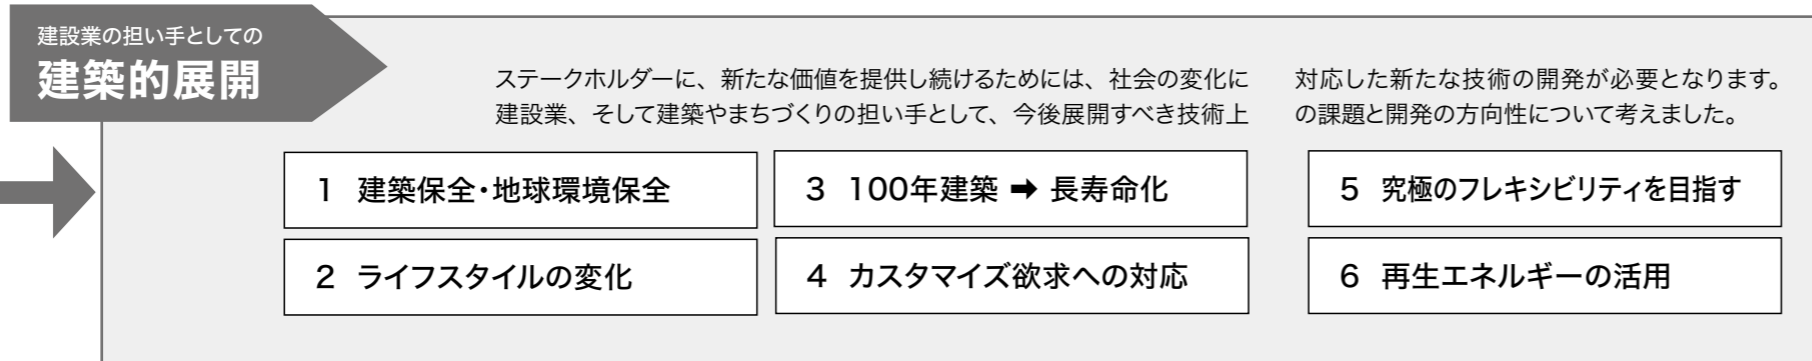 建設業の担い手としての
建築的展開
ステークホルダーに、新たな価値を提供し続けるためには、社会の変化に対応した新たな技術の開発が必要となります。
建設業、そして建築やまちづくりの担い手として、今後展開すべき技術上の課題と開発の方向性について考えました。
1 建築保全・地球環境保全
2 ライフスタイルの変化
3 100年建築 ➡ 長寿命化
4 カスタマイズ欲求への対応
5 究極のフレキシビリティを目指す
6 再生エネルギーの活用